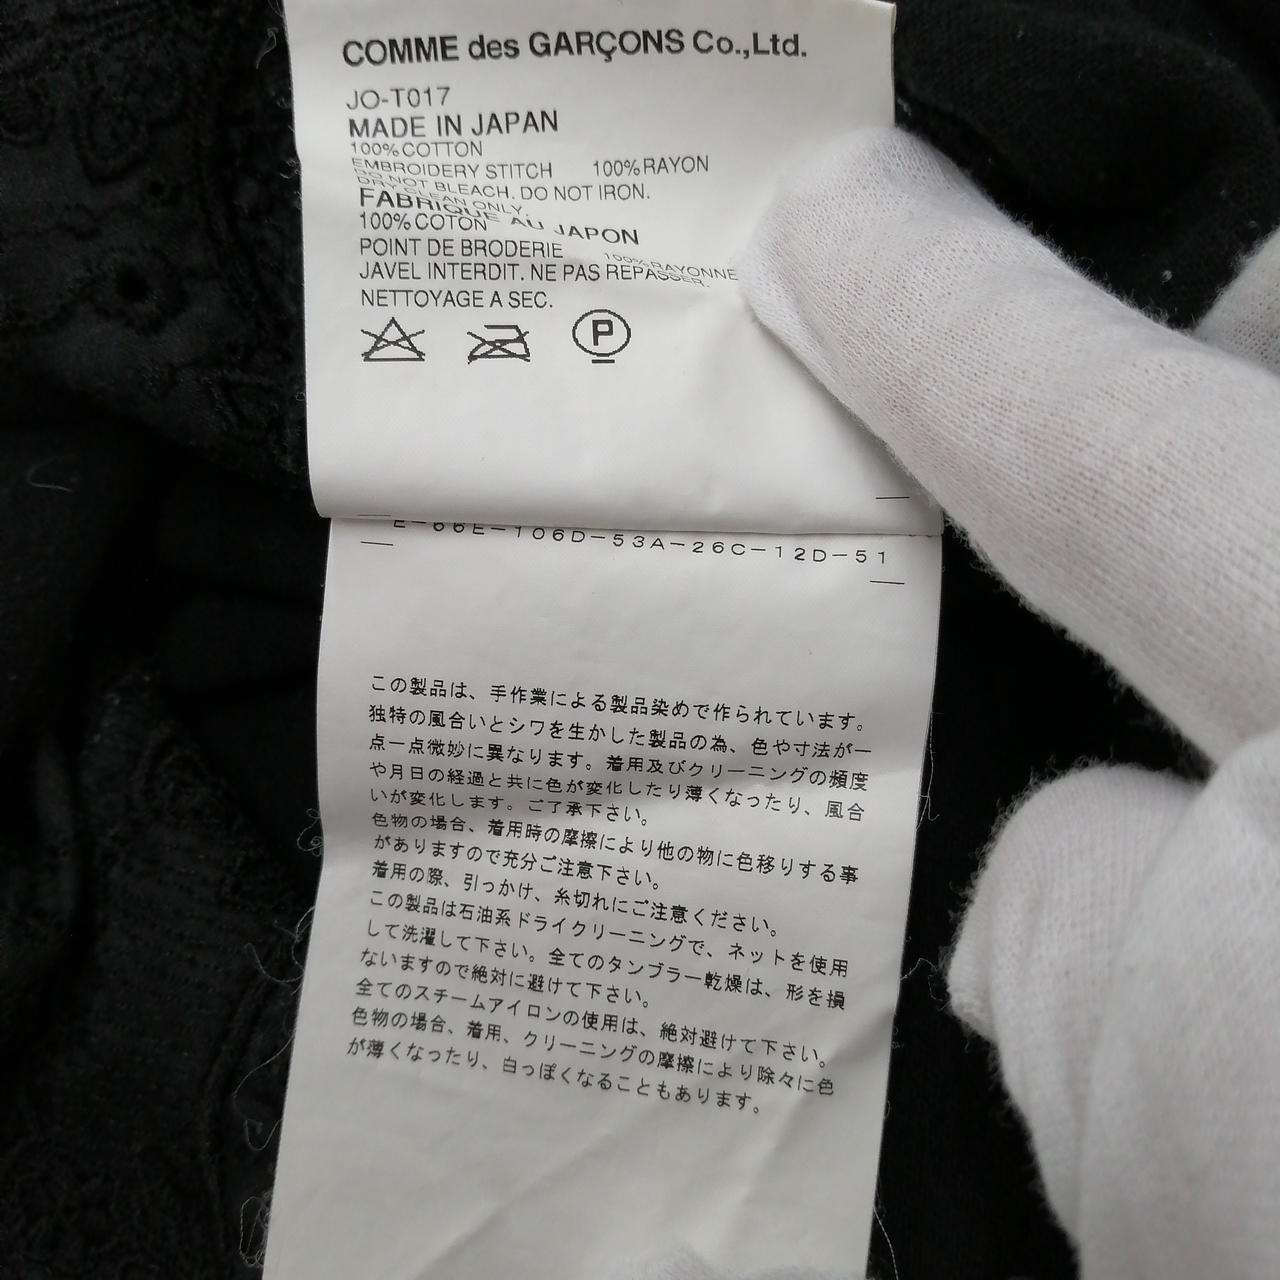 COMME des GARÇONS Co.,Ltd.
JO-T017
MADE IN JAPAN
100%COTTON
EMBROIDERY STITCH 100%RAYON
DO NOT BLEACH. DO NOT IRON.
DRY CLEAN ONLY.
FABRIQUE AU JAPON
100%COTON
POINT DE BRODERIE 100%RAYONNE
JAVEL INTERDIT. NE PAS REPASSER.
NETTOYAGE A SEC.
P
E-66E-106D-53A-26C-12D-51
この製品は、手作業による製品染めで作られています。
独特の風合いとシワを生かした製品の為、色や寸法が一
点一点微妙に異なります。着用及びクリーニングの頻度
や月日の経過と共に色が変化したり薄くなったり、風合
いが変化します。ご了承下さい。
色物の場合、着用時の摩擦により他の物に色移りする事
がありますので充分ご注意下さい。
着用の際、引っかけ、糸切れにご注意ください。
この製品は石油系ドライクリーニングで、ネットを使用
して洗濯して下さい。全てのタンブラー乾燥は、形を損
ないますので絶対に避けて下さい。
全てのスチームアイロンの使用は、絶対避けて下さい。
色物の場合、着用、クリーニングの摩擦により除々に色
が薄くなったり、白っぽくなることもあります。